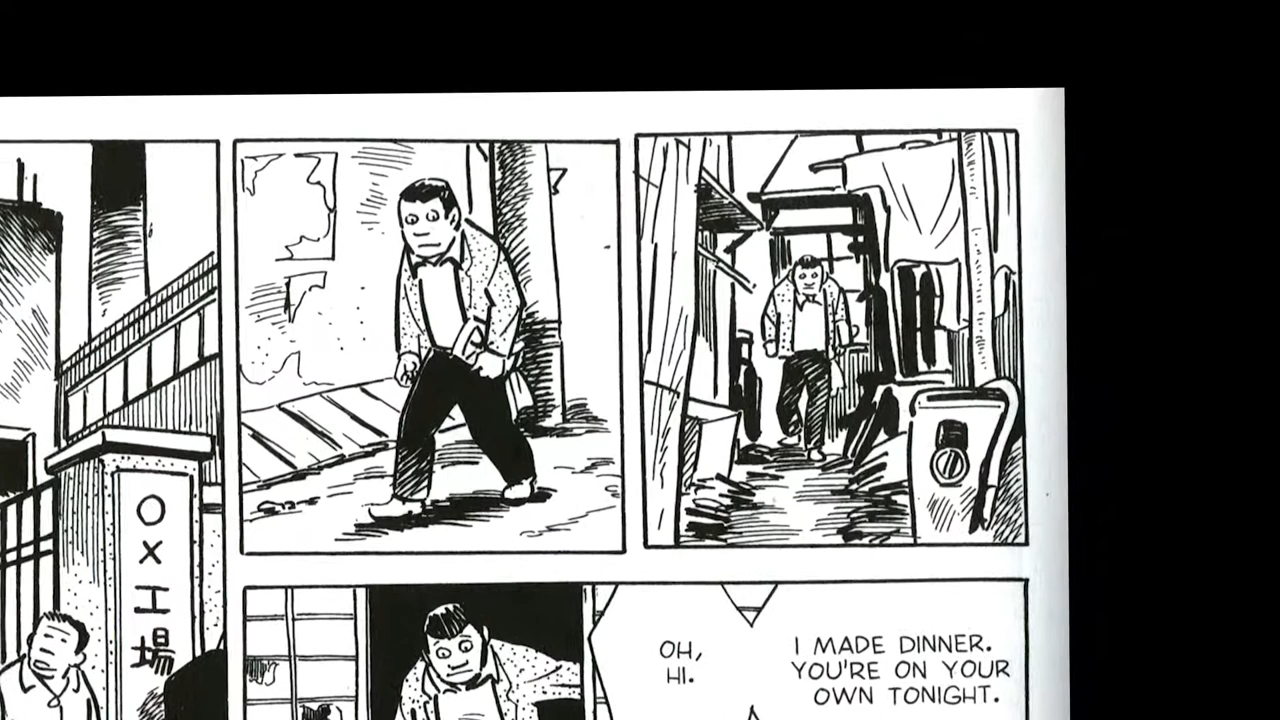 ○
×
工
場
OH,
HI.
I MADE DINNER.
YOU'RE ON YOUR
OWN TONIGHT.